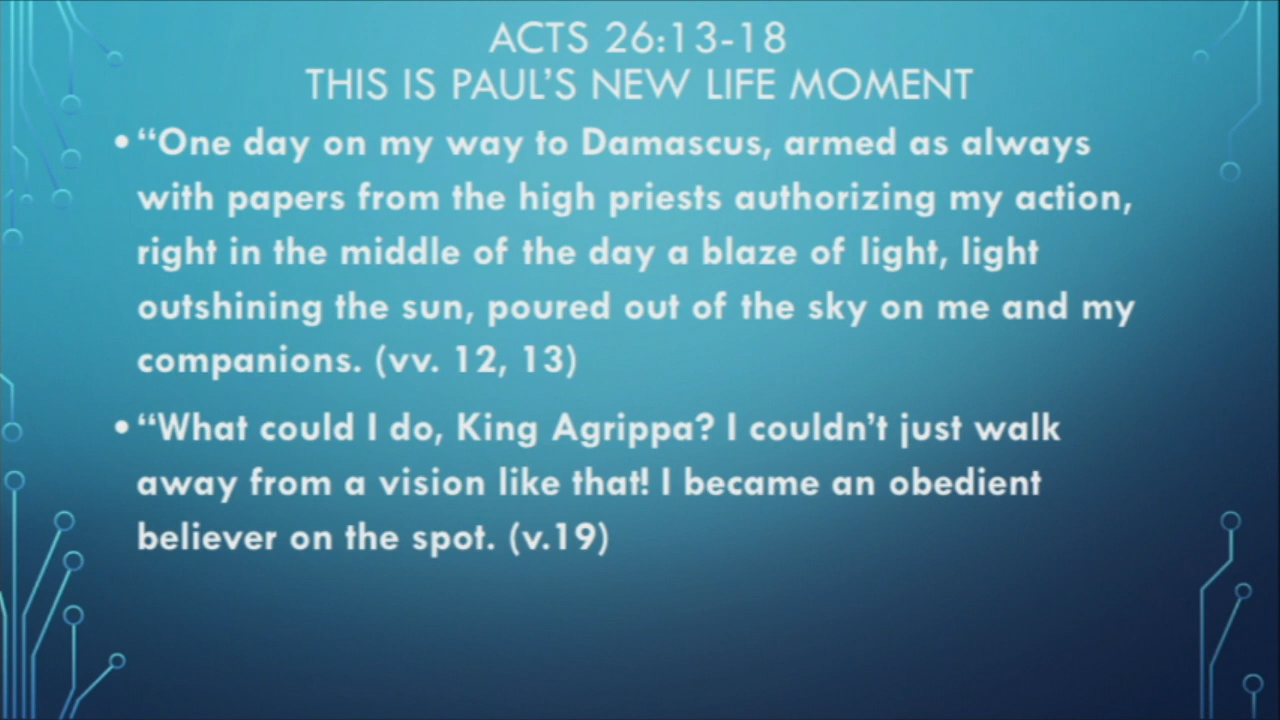 ACTS 26:13-18
THIS IS PAUL’S NEW LIFE MOMENT
• “One day on my way to Damascus, armed as always
with papers from the high priests authorizing my action,
right in the middle of the day a blaze of light, light
outshining the sun, poured out of the sky on me and my
companions. (vv. 12, 13)
• “What could I do, King Agrippa? I couldn’t just walk
away from a vision like that! I became an obedient
believer on the spot. (v.19)